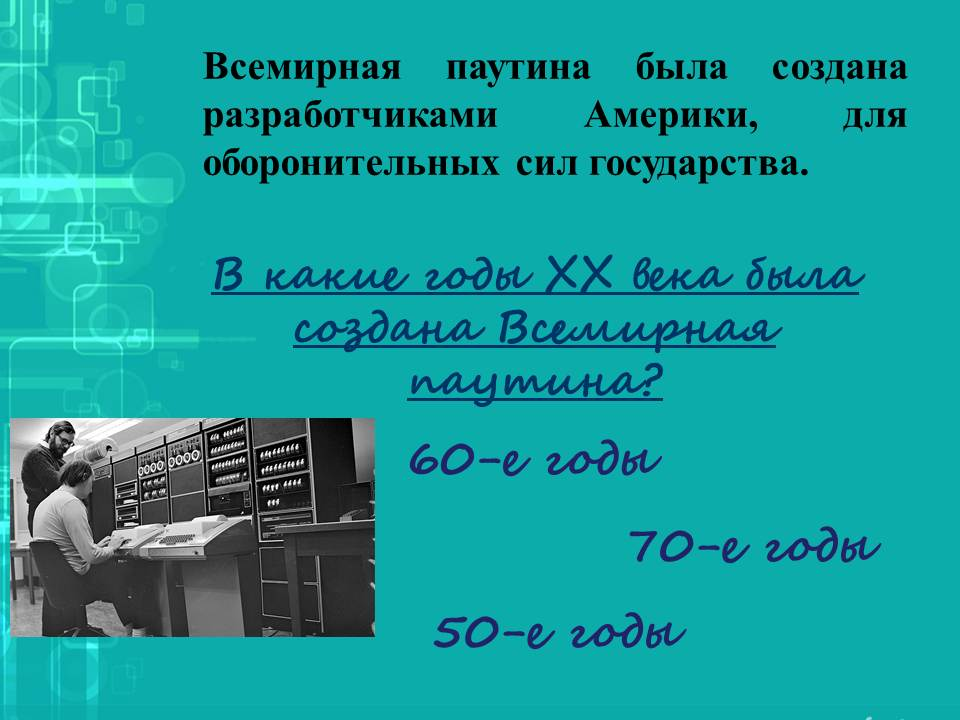 Всемирная паутина была создана
разработчиками Америки, для
оборонительных сил государства.
В какие годы XX века была
создана Всемирная
паутина?
60-е годы
70-е годы
50-е годы